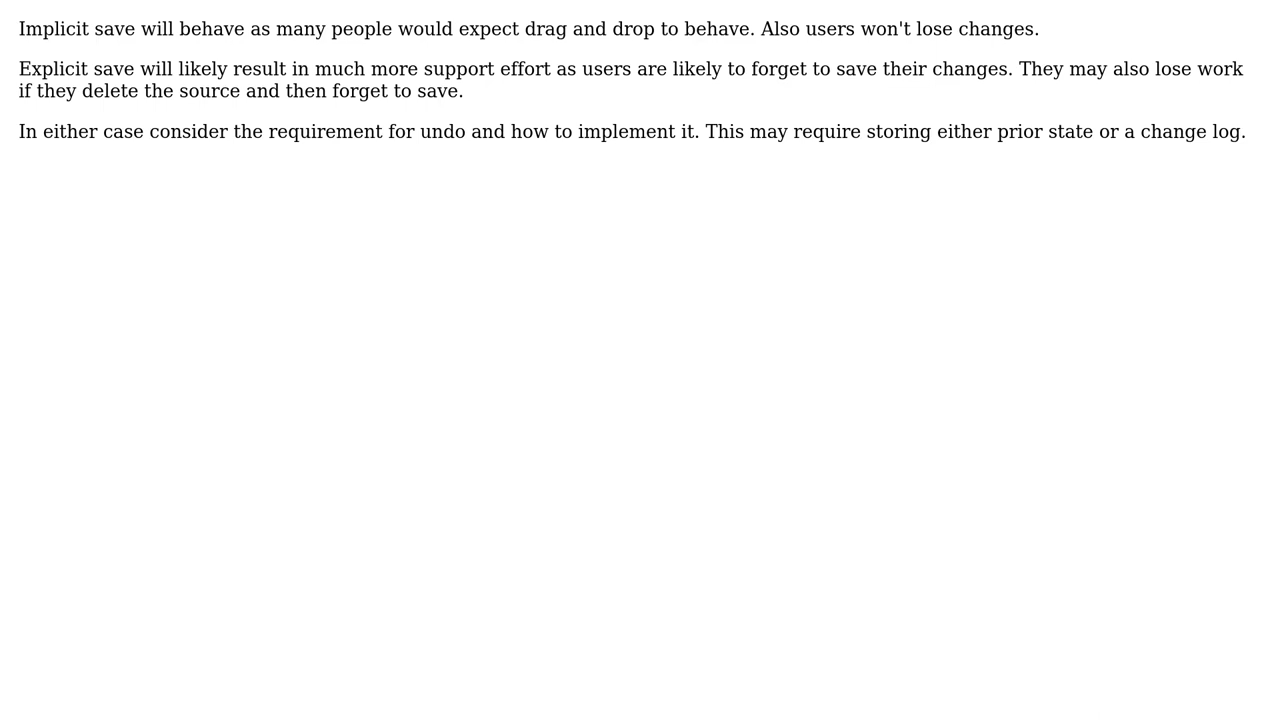 Implicit save will behave as many people would expect drag and drop to behave. Also users won't lose changes.
Explicit save will likely result in much more support effort as users are likely to forget to save their changes. They may also lose work
if they delete the source and then forget to save.
In either case consider the requirement for undo and how to implement it. This may require storing either prior state or a change log.